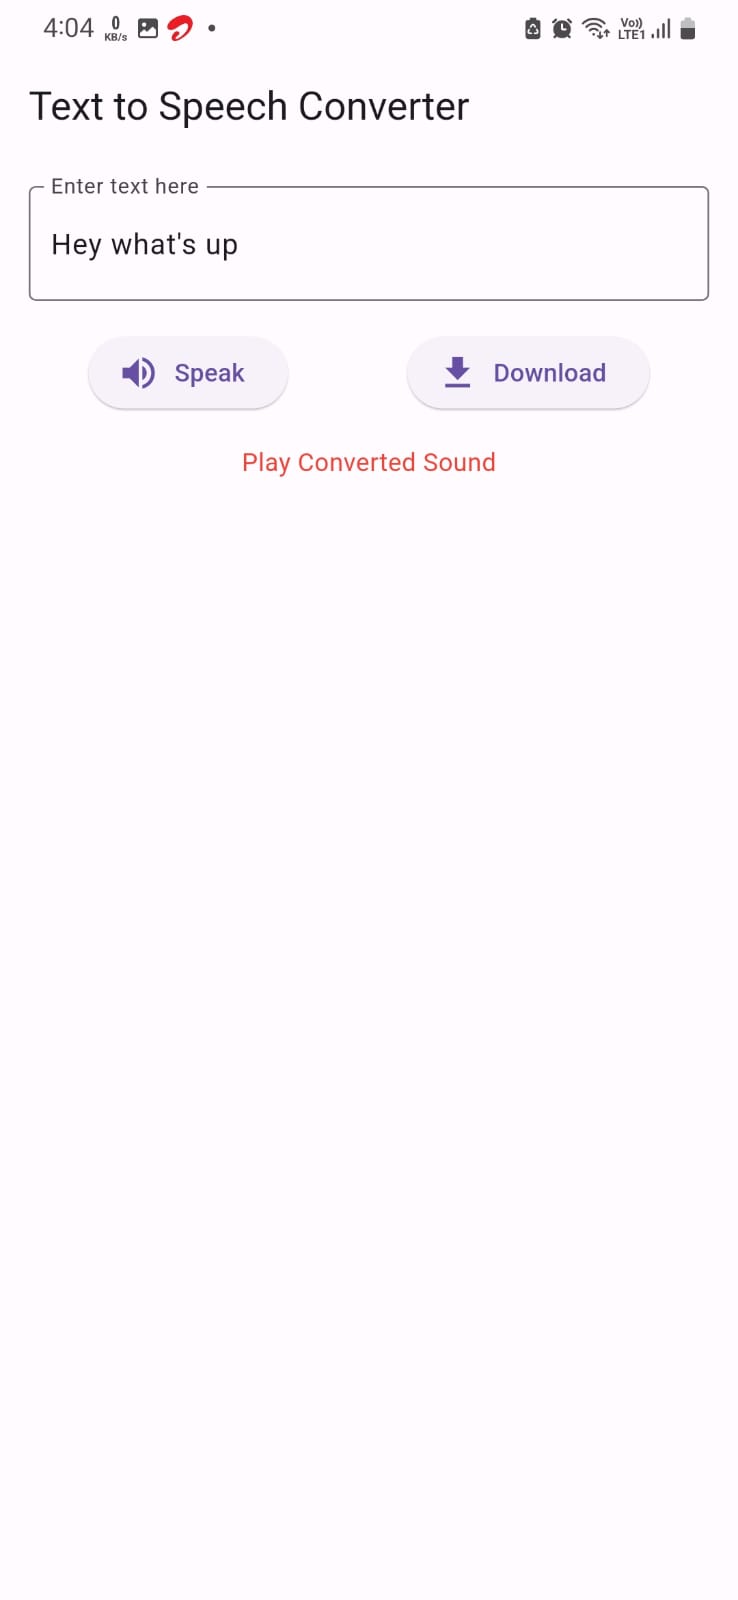 4:04 0 KB/s Vo)) LTE1
Text to Speech Converter
Enter text here
Hey what's up
Speak Download
Play Converted Sound